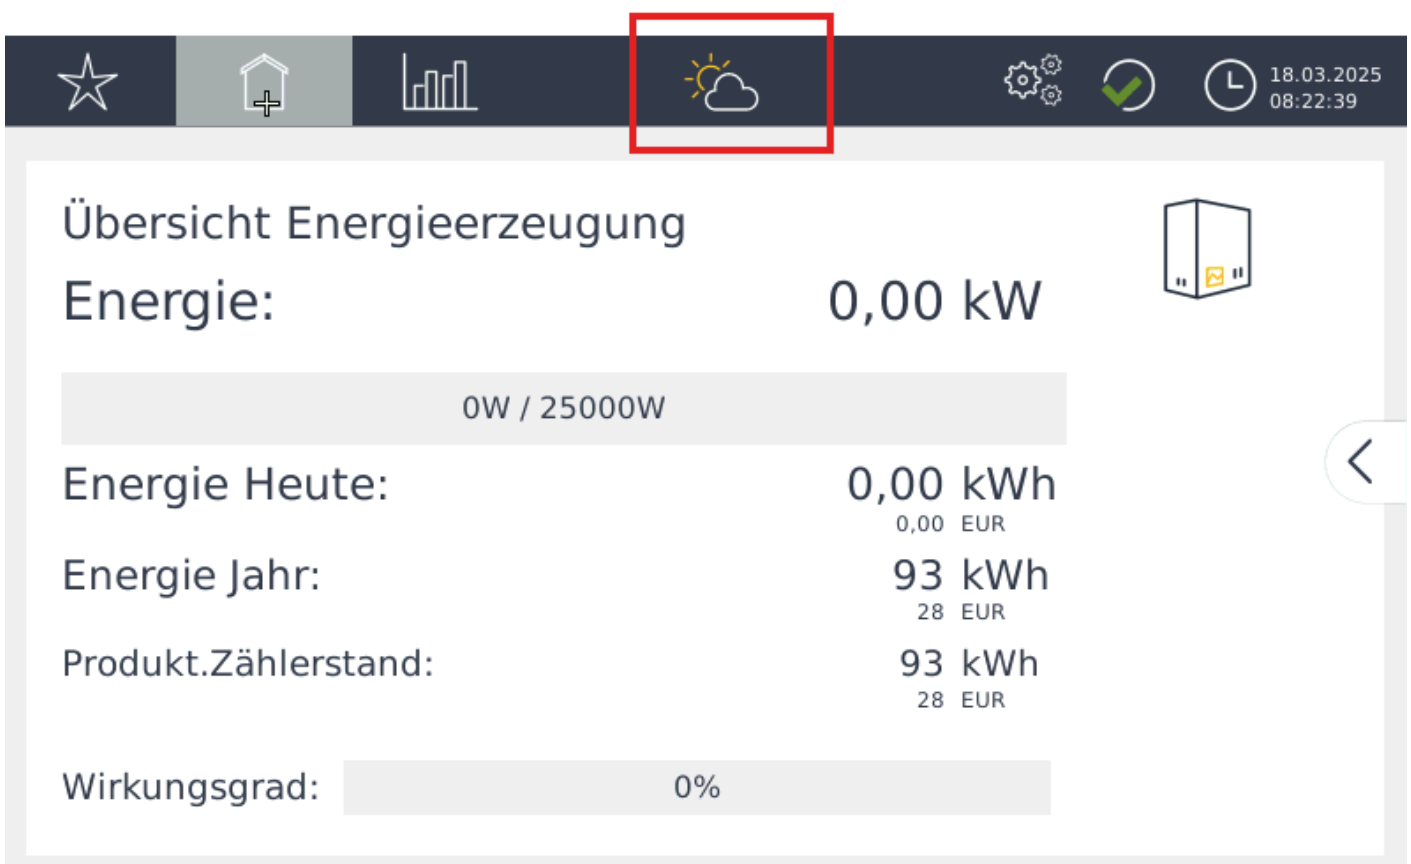 18.03.2025
08:22:39
Übersicht Energieerzeugung
Energie: 0,00 kW
0W / 25000W
Energie Heute: 0,00 kWh
0,00 EUR
Energie Jahr: 93 kWh
28 EUR
Produkt.Zählerstand: 93 kWh
28 EUR
Wirkungsgrad: 0%